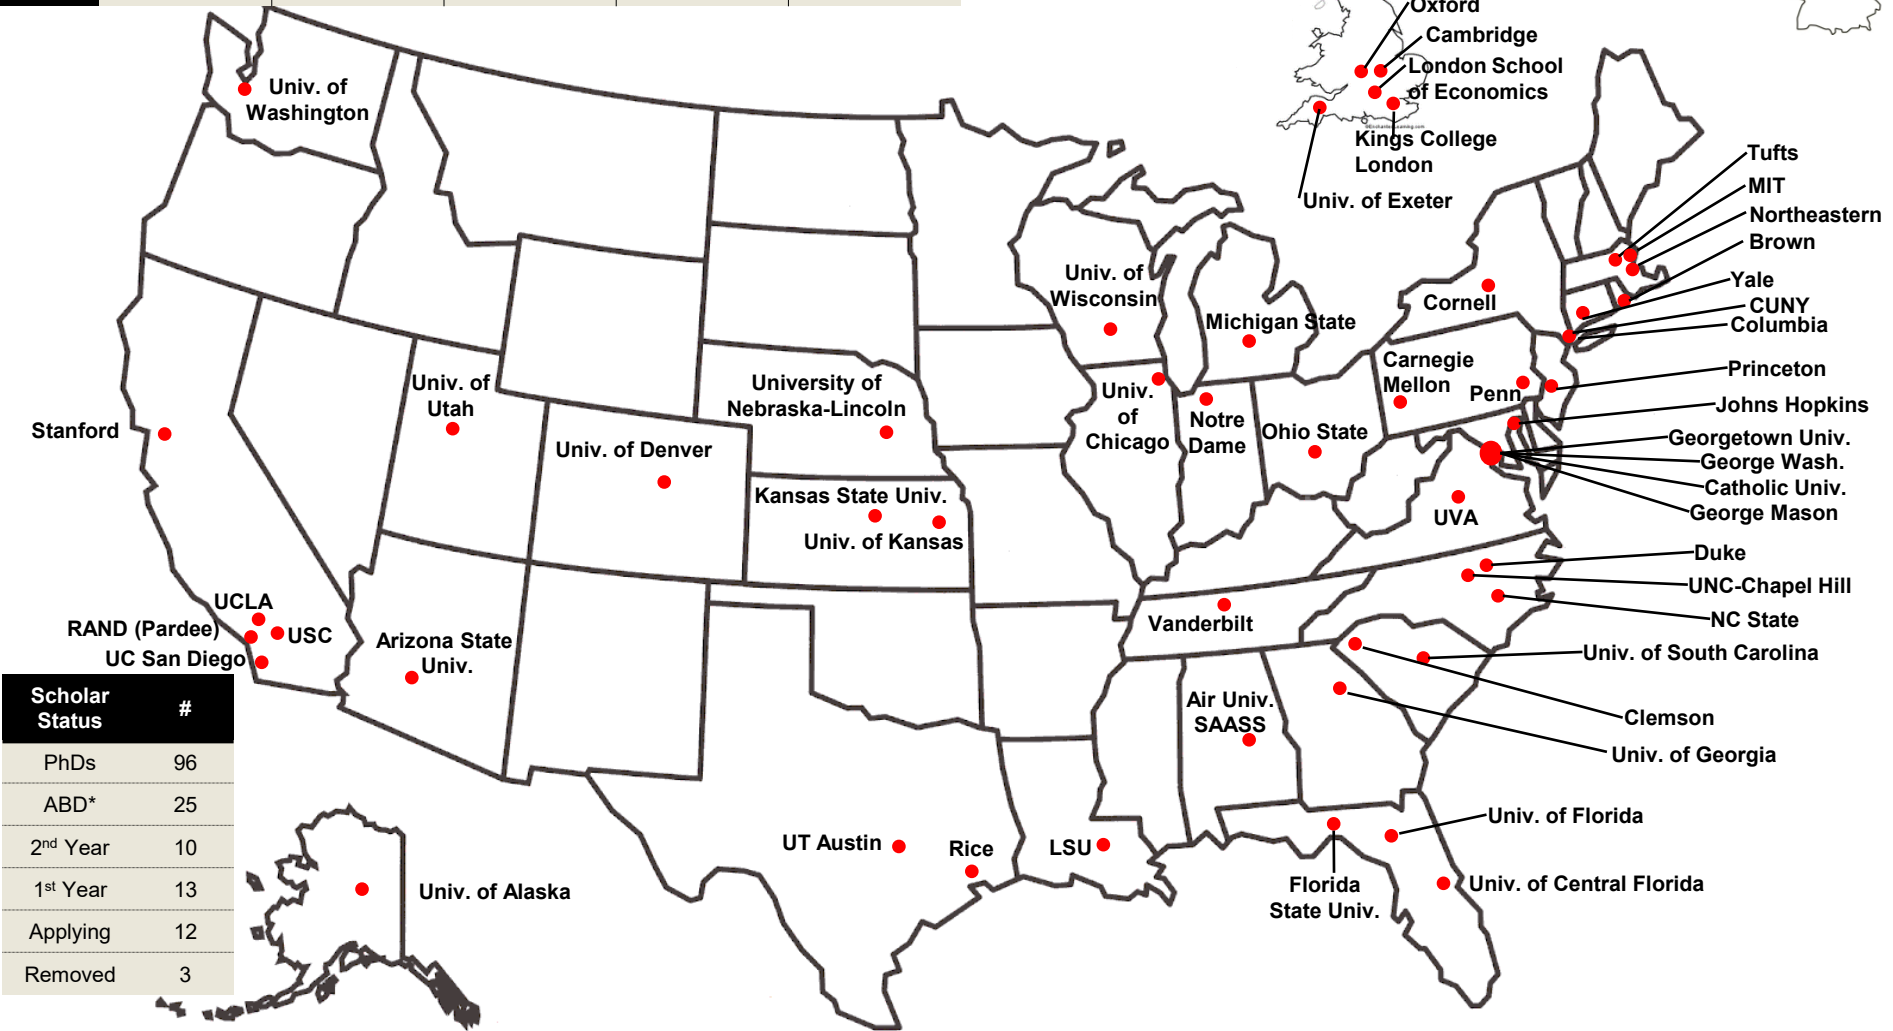 Oxford
Cambridge
London School
of Economics
Kings College
London
Univ. of Exeter
Univ. of
Washington
Tufts
MIT
Northeastern
Brown
Yale
CUNY
Columbia
Princeton
Johns Hopkins
Georgetown Univ.
George Wash.
Catholic Univ.
George Mason
Univ. of
Wisconsin
Michigan State
Cornell
Carnegie
Mellon
Penn
Univ. of
Utah
University of
Nebraska-Lincoln
Univ.
of
Chicago
Notre
Dame
Ohio State
Stanford
Univ. of Denver
Kansas State Univ.
Univ. of Kansas
UVA
Duke
UNC-Chapel Hill
NC State
UCLA
RAND (Pardee)
USC
UC San Diego
Arizona State
Univ.
Vanderbilt
Univ. of South Carolina
Clemson
Univ. of Georgia
Air Univ.
SAASS
Scholar
Status #
PhDs 96
ABD* 25
2nd Year 10
1st Year 13
Applying 12
Removed 3
Univ. of Alaska
UT Austin
Rice
LSU
Florida
State Univ.
Univ. of Florida
Univ. of Central Florida